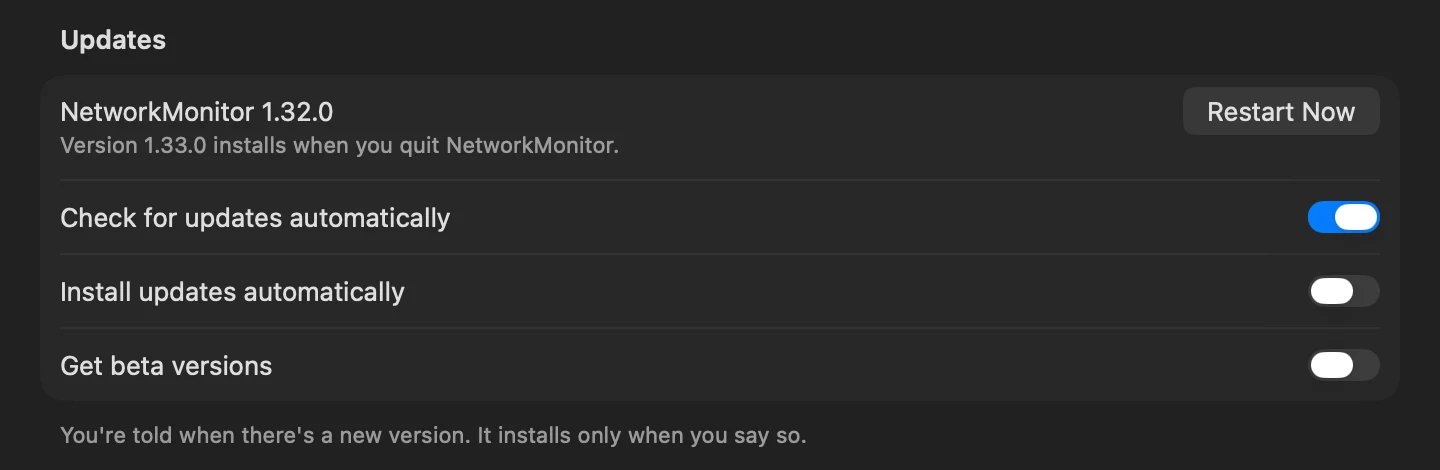 Updates
NetworkMonitor 1.32.0
Restart Now
Version 1.33.0 installs when you quit NetworkMonitor.
Check for updates automatically
Install updates automatically
Get beta versions
You're told when there's a new version. It installs only when you say so.